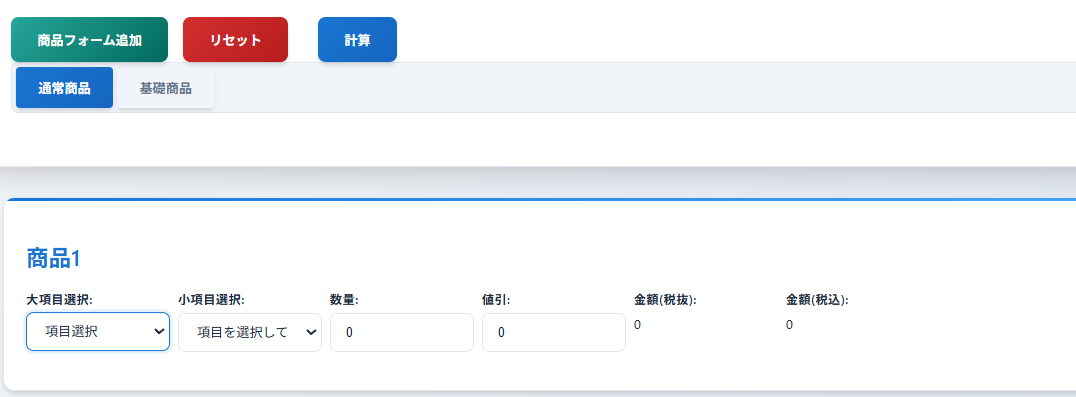 商品フォーム追加 リセット 計算
通常商品 基礎商品
商品1
大項目選択: 小項目選択: 数量: 値引: 金額(税抜): 金額(税込):
項目選択 項目を選択して 0 0 0 0